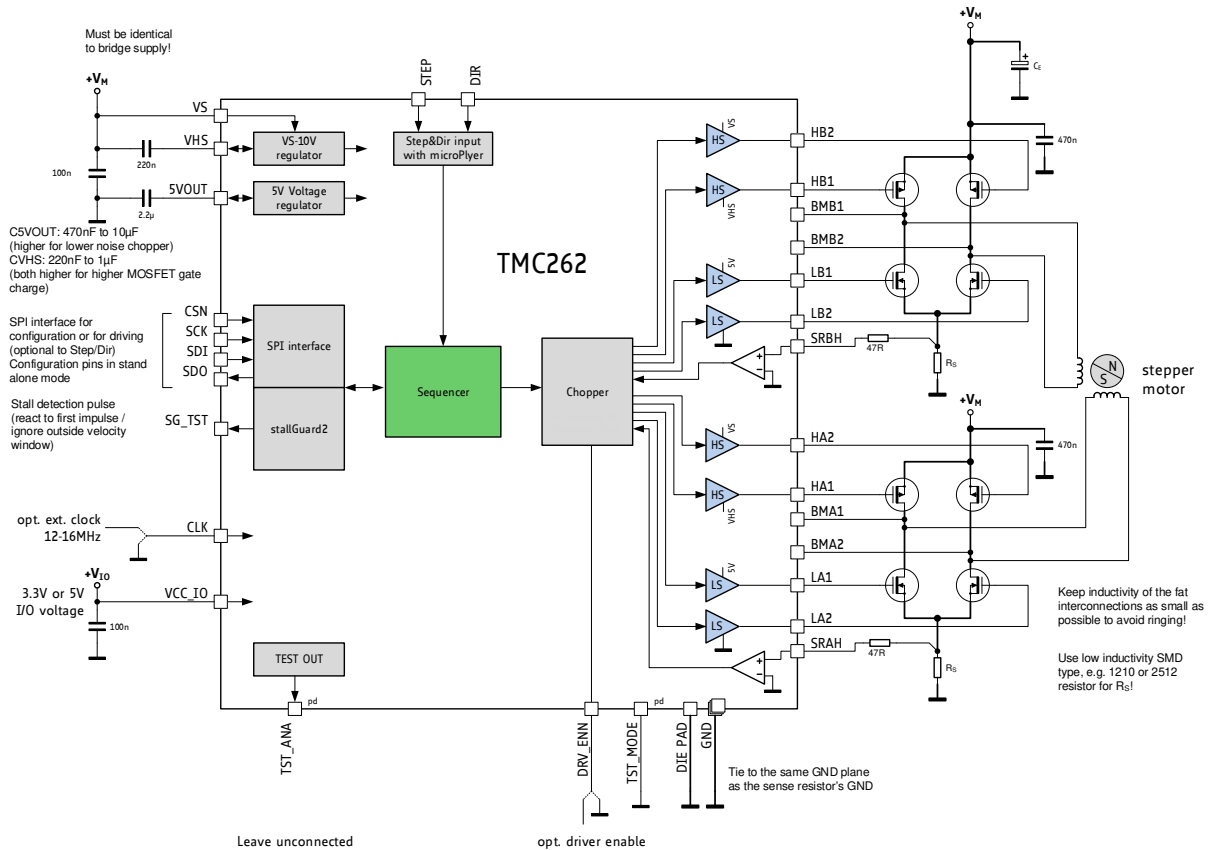 Must be identical
to bridge supply!
+VM
VS
VHS
220n
100n
5VOUT
2.2µ
VS-10V
regulator
5V Voltage
regulator
STEP
DIR
Step&Dir input
with microPlyer
C5VOUT: 470nF to 10µF
(higher for lower noise chopper)
CVHS: 220nF to 1µF
(both higher for higher MOSFET gate
charge)
TMC262
SPI interface for
configuration or for driving
(optional to Step/Dir)
Configuration pins in stand
alone mode
CSN
SCK
SDI
SDO
SPI interface
Stall detection pulse
(react to first impulse /
ignore outside velocity
window)
SG_TST
stallGuard2
Sequencer
Chopper
opt. ext. clock
12-16MHz
CLK
+VIO
3.3V or 5V
I/O voltage
VCC_IO
100n
TEST OUT
pd
TST_ANA
Leave unconnected
DRV_ENN
opt. driver enable
pd
TST_MODE
DIE PAD
GND
Tie to the same GND plane
as the sense resistor's GND
HS
VS
HB2
HS
VHS
HB1
BMB1
BMB2
LS
5V
LB1
LS
LB2
SRBH
+
−
47R
RS
+VM
+
CE
470n
N
S
stepper
motor
HS
VS
HA2
HS
VHS
HA1
BMA1
BMA2
LS
5V
LA1
LS
LA2
SRAH
+
−
47R
RS
+VM
470n
Keep inductivity of the fat
interconnections as small as
possible to avoid ringing!
Use low inductivity SMD
type, e.g. 1210 or 2512
resistor for RS!